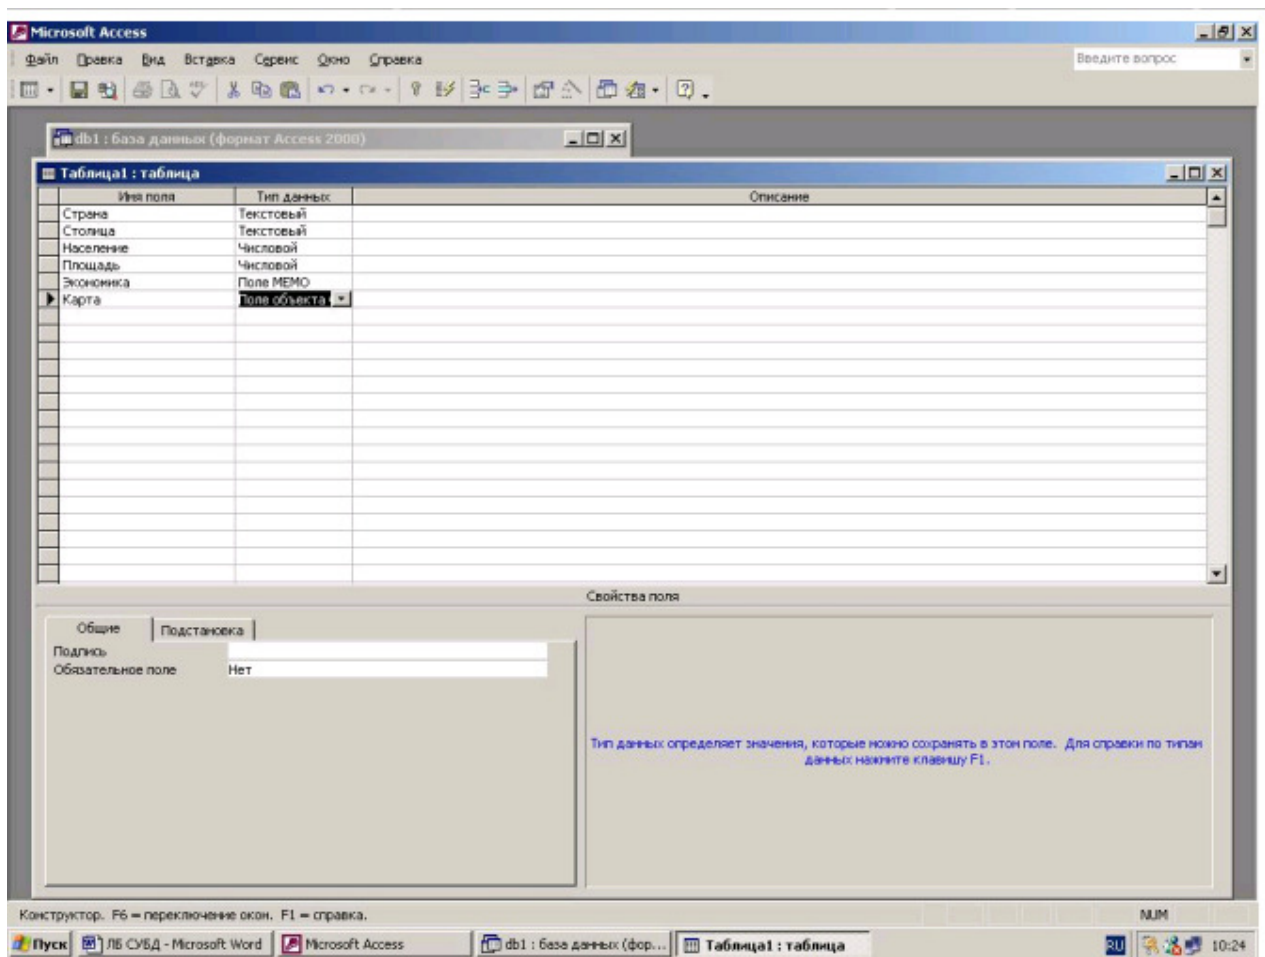 Microsoft Access
Файл Правка Вид Вставка Сервис Окно Справка Введите вопрос
db1 : база данных (формат Access 2000)
Таблица1 : таблица
Имя поля Тип данных Описание
Страна Текстовый
Столица Текстовый
Население Числовой
Площадь Числовой
Экономика Поле МЕМО
Карта Поле объекта
Свойства поля
Общие Подстановка
Подпись
Обязательное поле Нет
Тип данных определяет значения, которые можно сохранять в этом поле. Для справки по типам
данных нажмите клавишу F1.
Конструктор. F6 = переключение окон. F1 = справка. NUM
Пуск ЛБ СУБД - Microsoft Word Microsoft Access db1 : база данных (фор... Таблица1 : таблица RU 10:24